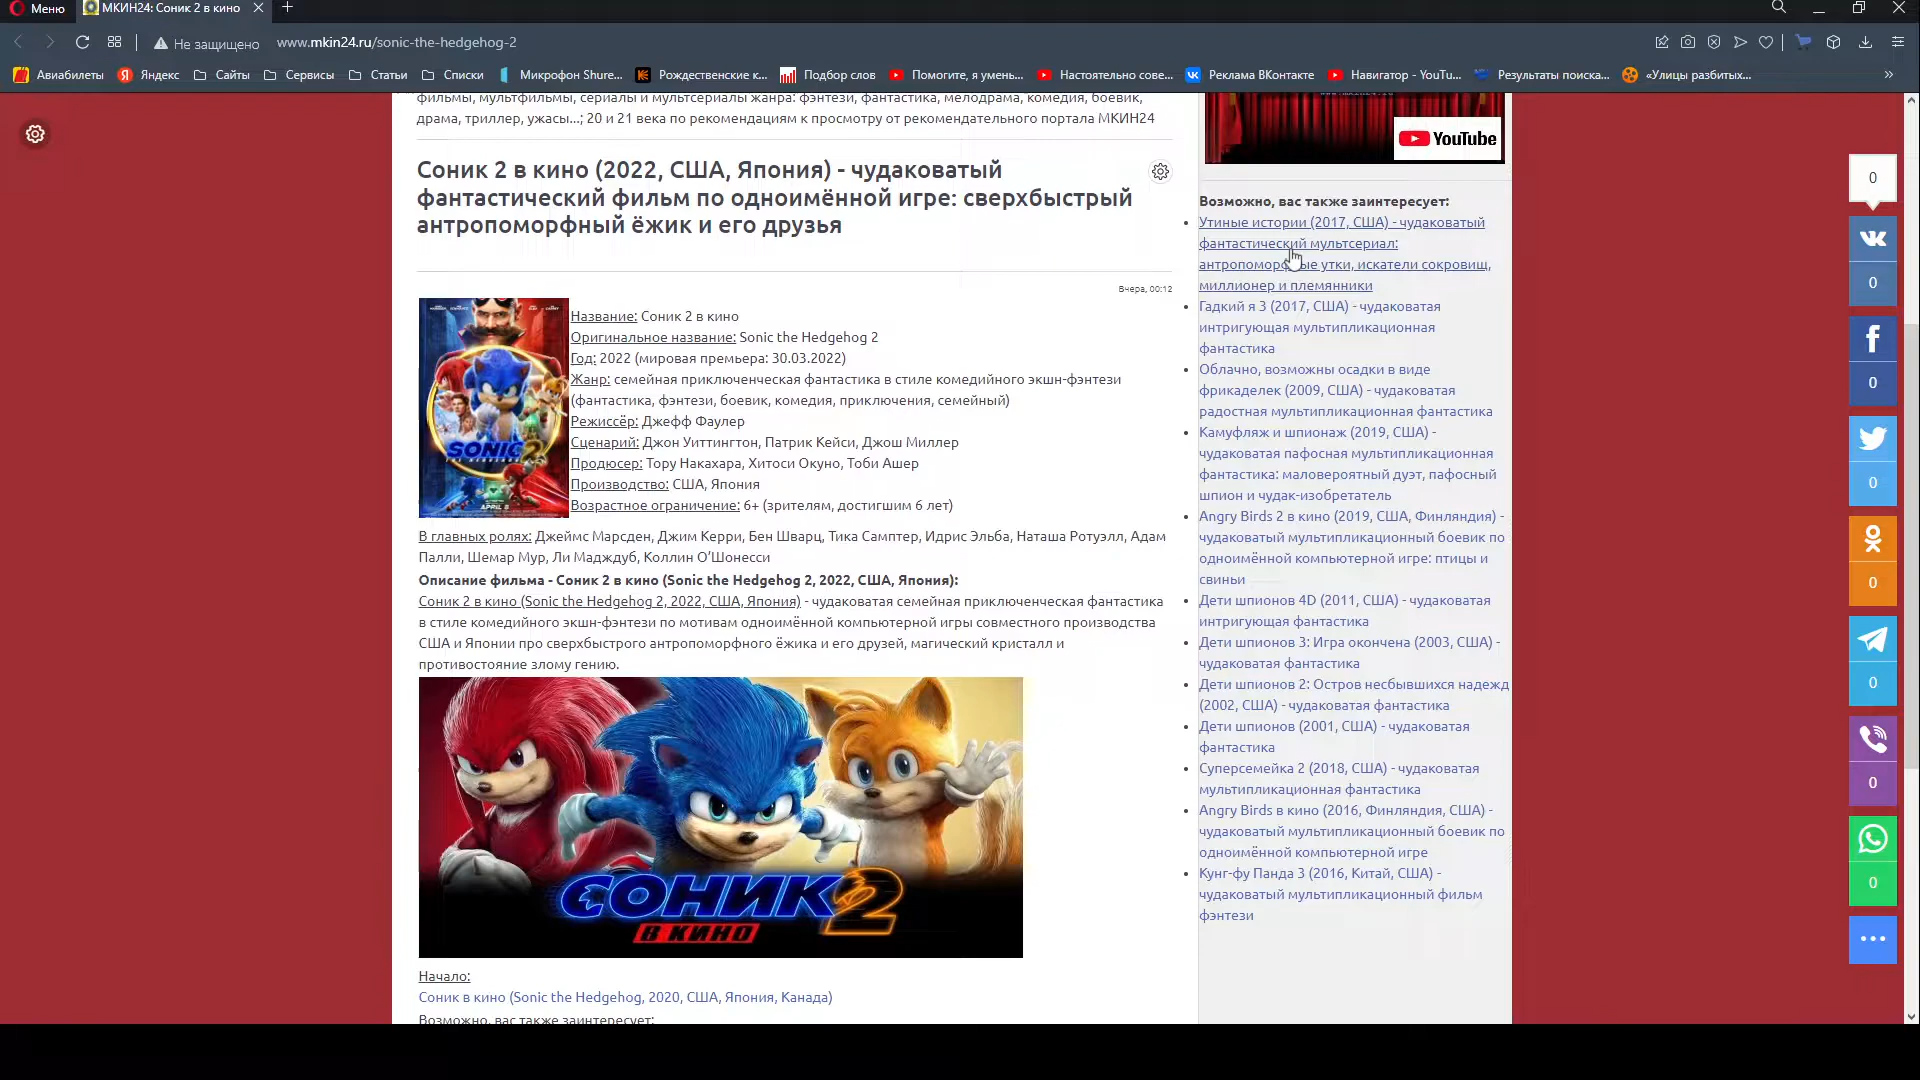 Меню
МКИН24: Соник 2 в кино
Не защищено
www.mkin24.ru/sonic-the-hedgehog-2
Авиабилеты
Яндекс
Сайты
Сервисы
Статьи
Списки
Микрофон Shure...
Рождественские к...
Подбор слов
Помогите, я умень...
Настоятельно сове...
Реклама ВКонтакте
Навигатор - YouTu...
Результаты поиска...
«Улицы разбитых...
фильмы, мультфильмы, сериалы и мультсериалы жанра: фэнтези, фантастика, мелодрама, комедия, боевик,
драма, триллер, ужасы...; 20 и 21 века по рекомендациям к просмотру от рекомендательного портала МКИН24
Соник 2 в кино (2022, США, Япония) - чудаковатый
фантастический фильм по одноимённой игре: сверхбыстрый
антропоморфный ёжик и его друзья
Вчера, 00:12
SONIC 2
APRIL 8
Название: Соник 2 в кино
Оригинальное название: Sonic the Hedgehog 2
Год: 2022 (мировая премьера: 30.03.2022)
Жанр: семейная приключенческая фантастика в стиле комедийного экшн-фэнтези
(фантастика, фэнтези, боевик, комедия, приключения, семейный)
Режиссёр: Джефф Фаулер
Сценарий: Джон Уиттингтон, Патрик Кейси, Джош Миллер
Продюсер: Тору Накахара, Хитоси Окуно, Тоби Ашер
Производство: США, Япония
Возрастное ограничение: 6+ (зрителям, достигшим 6 лет)
В главных ролях: Джеймс Марсден, Джим Керри, Бен Шварц, Тика Самптер, Идрис Эльба, Наташа Ротуэлл, Адам
Палли, Шемар Мур, Ли Мадждуб, Коллин О'Шонесси
Описание фильма - Соник 2 в кино (Sonic the Hedgehog 2, 2022, США, Япония):
Соник 2 в кино (Sonic the Hedgehog 2, 2022, США, Япония) - чудаковатая семейная приключенческая фантастика
в стиле комедийного экшн-фэнтези по мотивам одноимённой компьютерной игры совместного производства
США и Японии про сверхбыстрого антропоморфного ёжика и его друзей, магический кристалл и
противостояние злому гению.
СОНИК 2
В КИНО
Начало:
Соник в кино (Sonic the Hedgehog, 2020, США, Япония, Канада)
Возможно, вас также заинтересует:
YouTube
Возможно, вас также заинтересует:
Утиные истории (2017, США) - чудаковатый
фантастический мультсериал:
антропоморфные утки, искатели сокровищ,
миллионер и племянники
Гадкий я 3 (2017, США) - чудаковатая
интригующая мультипликационная
фантастика
Облачно, возможны осадки в виде
фрикаделек (2009, США) - чудаковатая
радостная мультипликационная фантастика
Камуфляж и шпионаж (2019, США) -
чудаковатая пафосная мультипликационная
фантастика: маловероятный дуэт, пафосный
шпион и чудак-изобретатель
Angry Birds 2 в кино (2019, США, Финляндия) -
чудаковатый мультипликационный боевик по
одноимённой компьютерной игре: птицы и
свиньи
Дети шпионов 4D (2011, США) - чудаковатая
интригующая фантастика
Дети шпионов 3: Игра окончена (2003, США) -
чудаковатая фантастика
Дети шпионов 2: Остров несбывшихся надежд
(2002, США) - чудаковатая фантастика
Дети шпионов (2001, США) - чудаковатая
фантастика
Суперсемейка 2 (2018, США) - чудаковатая
мультипликационная фантастика
Angry Birds в кино (2016, Финляндия, США) -
чудаковатый мультипликационный боевик по
одноимённой компьютерной игре
Кунг-фу Панда 3 (2016, Китай, США) -
чудаковатый мультипликационный фильм
фэнтези
0
0
0
0
0
0
0
0